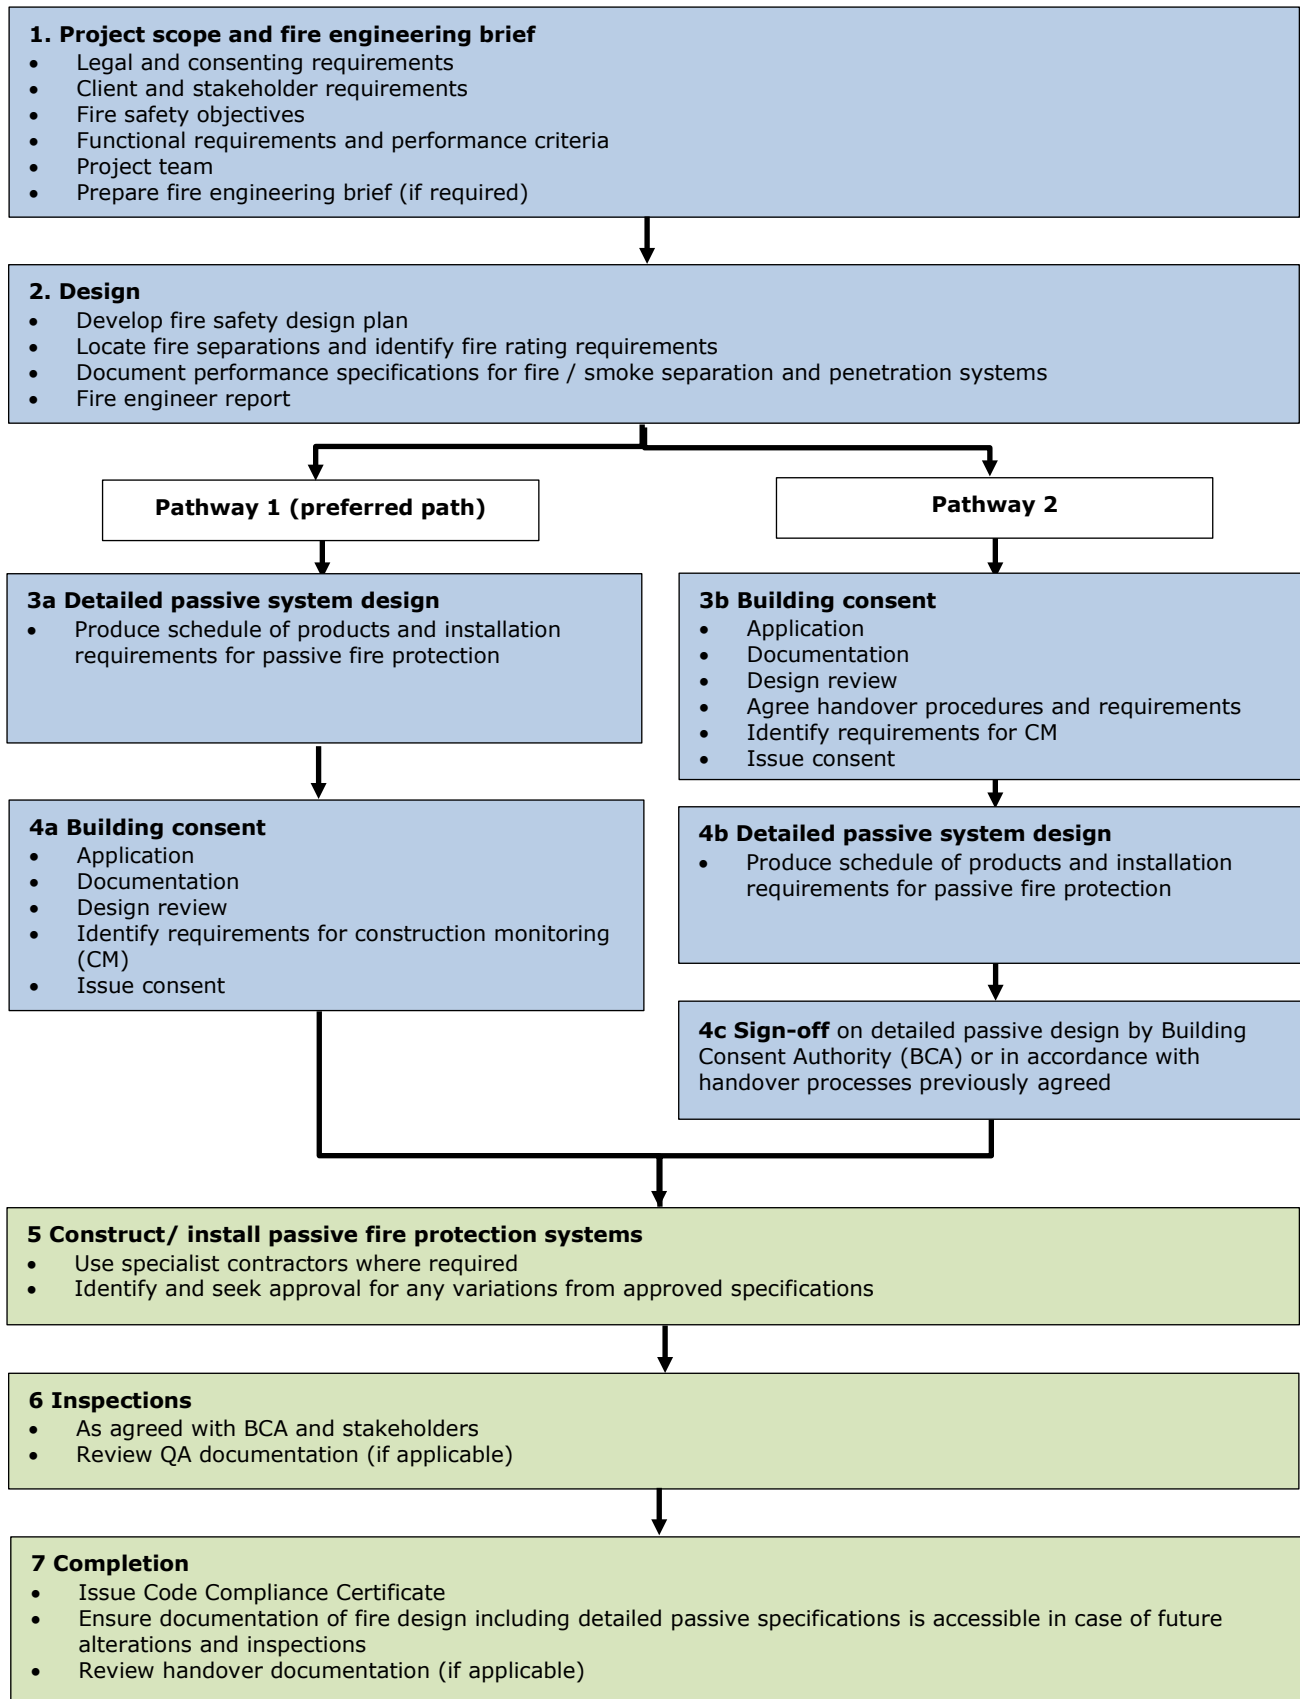 1. Project scope and fire engineering brief
• Legal and consenting requirements
• Client and stakeholder requirements
• Fire safety objectives
• Functional requirements and performance criteria
• Project team
• Prepare fire engineering brief (if required)
2. Design
• Develop fire safety design plan
• Locate fire separations and identify fire rating requirements
• Document performance specifications for fire / smoke separation and penetration systems
• Fire engineer report
Pathway 1 (preferred path)
Pathway 2
3a Detailed passive system design
• Produce schedule of products and installation
requirements for passive fire protection
3b Building consent
• Application
• Documentation
• Design review
• Agree handover procedures and requirements
• Identify requirements for CM
• Issue consent
4a Building consent
• Application
• Documentation
• Design review
• Identify requirements for construction monitoring
(CM)
• Issue consent
4b Detailed passive system design
• Produce schedule of products and installation
requirements for passive fire protection
4c Sign-off on detailed passive design by Building
Consent Authority (BCA) or in accordance with
handover processes previously agreed
5 Construct/ install passive fire protection systems
• Use specialist contractors where required
• Identify and seek approval for any variations from approved specifications
6 Inspections
• As agreed with BCA and stakeholders
• Review QA documentation (if applicable)
7 Completion
• Issue Code Compliance Certificate
• Ensure documentation of fire design including detailed passive specifications is accessible in case of future
alterations and inspections
• Review handover documentation (if applicable)